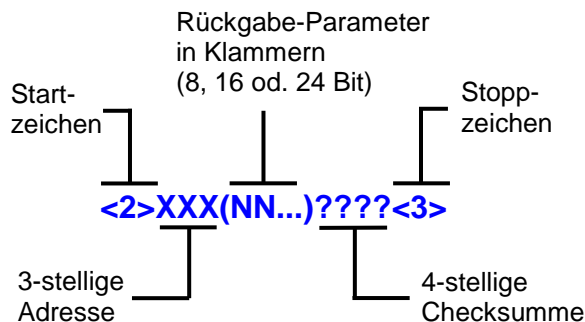 Rückgabe-Parameter
in Klammern
(8, 16 od. 24 Bit)
Start-
zeichen
Stopp-
zeichen
<2>XXX(NN...)????<3>
3-stellige
Adresse
4-stellige
Checksumme